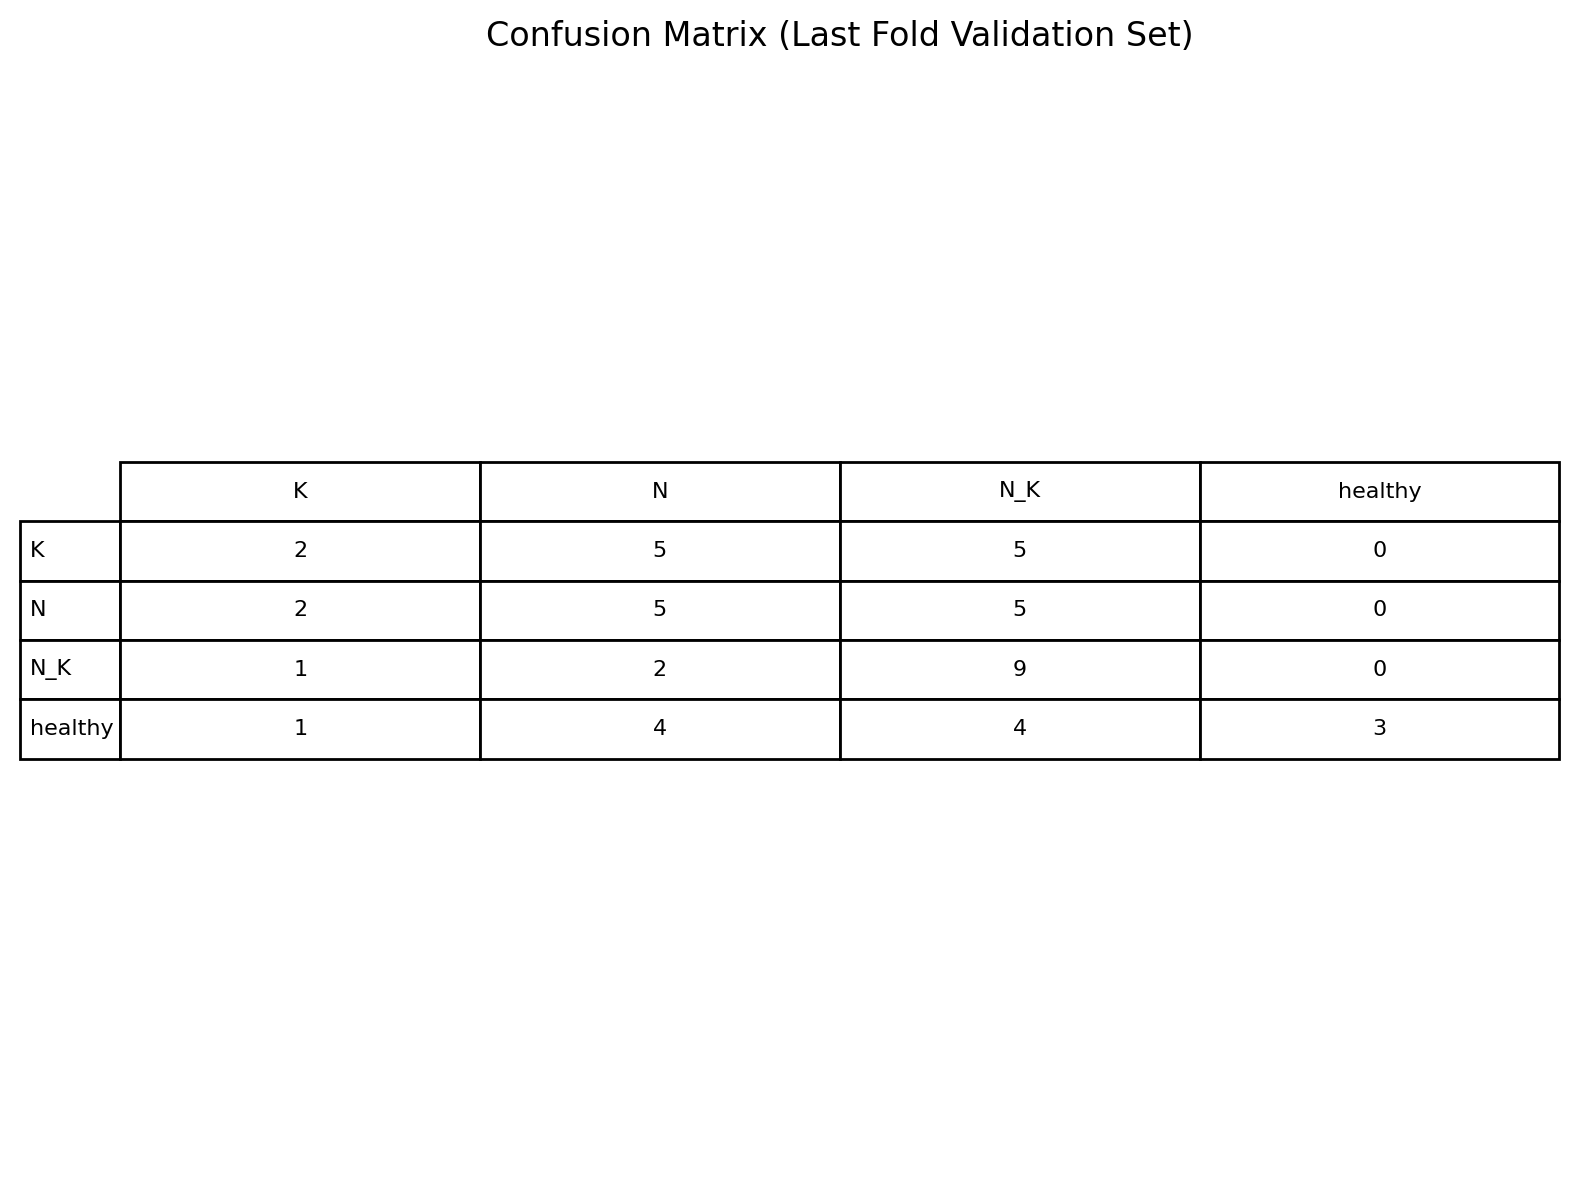 Confusion Matrix (Last Fold Validation Set)
K N N_K healthy
K 2 5 5 0
N 2 5 5 0
N_K 1 2 9 0
healthy 1 4 4 3